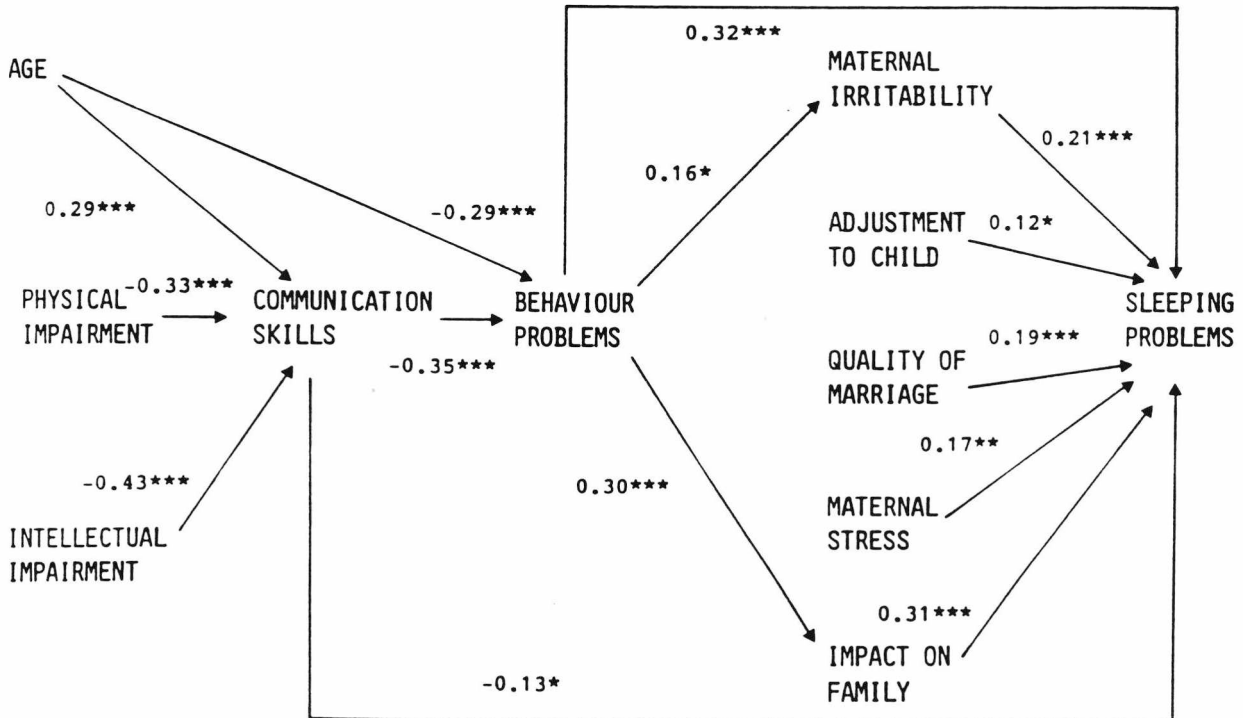 0.32***
AGE
MATERNAL
IRRITABILITY
0.21***
0.16*
0.29***
-0.29***
ADJUSTMENT
TO CHILD
0.12*
PHYSICAL
IMPAIRMENT
-0.33***
COMMUNICATION
SKILLS
BEHAVIOUR
PROBLEMS
SLEEPING
PROBLEMS
-0.35***
0.19***
QUALITY OF
MARRIAGE
0.17**
-0.43***
0.30***
MATERNAL
STRESS
INTELLECTUAL
IMPAIRMENT
0.31***
IMPACT ON
FAMILY
-0.13*